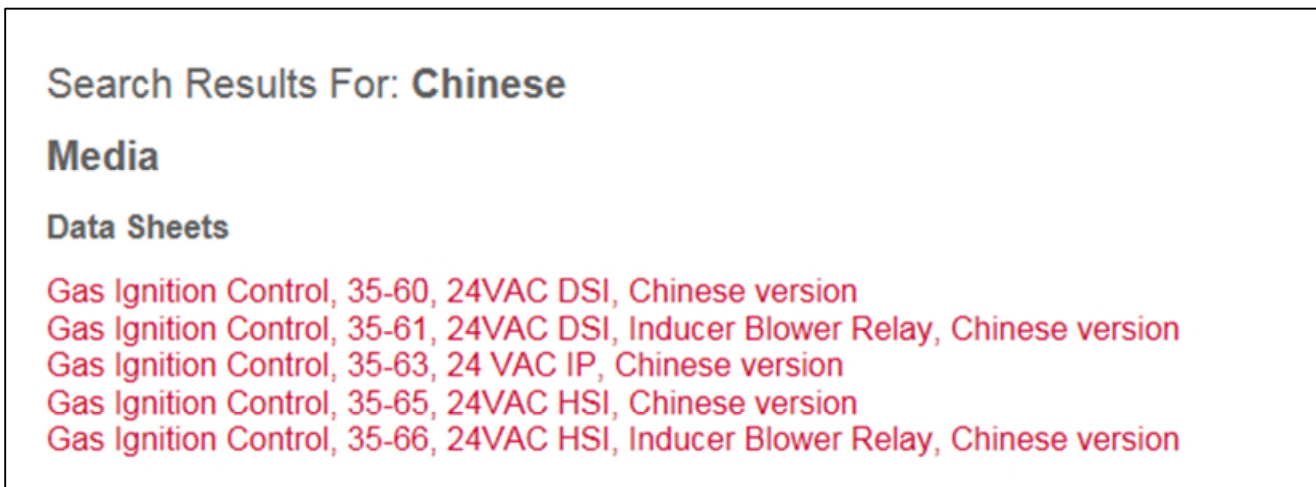 Search Results For: Chinese
Media
Data Sheets
Gas Ignition Control, 35-60, 24VAC DSI, Chinese version
Gas Ignition Control, 35-61, 24VAC DSI, Inducer Blower Relay, Chinese version
Gas Ignition Control, 35-63, 24 VAC IP, Chinese version
Gas Ignition Control, 35-65, 24VAC HSI, Chinese version
Gas Ignition Control, 35-66, 24VAC HSI, Inducer Blower Relay, Chinese version